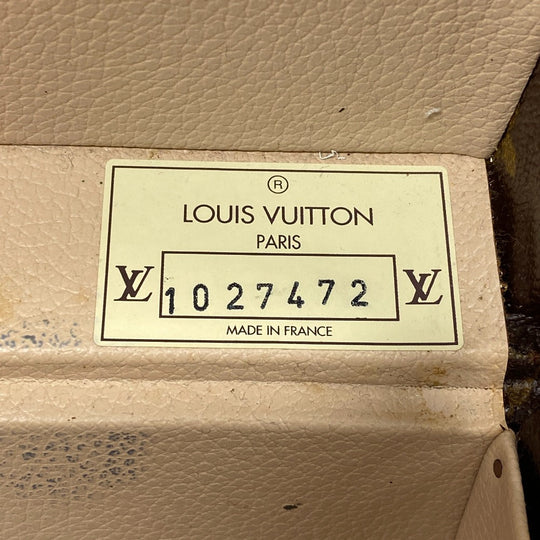 ®
LOUIS VUITTON
PARIS
LV 1027472 LV
MADE IN FRANCE